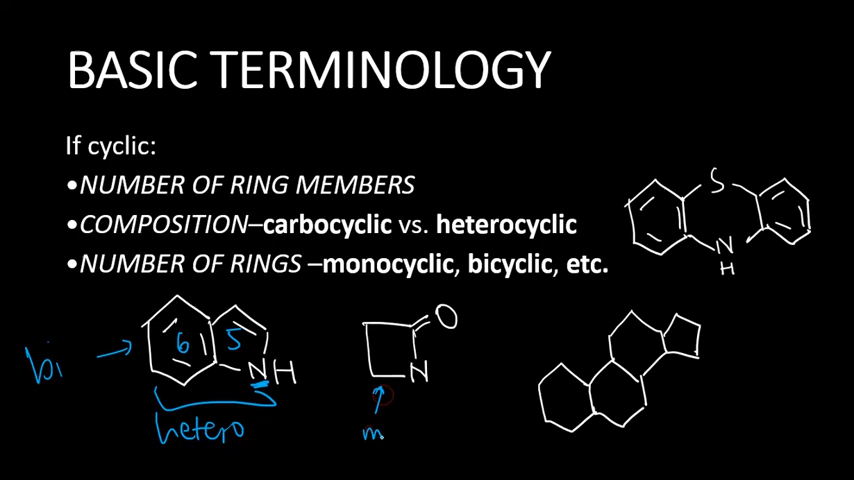 BASIC TERMINOLOGY
If cyclic:
•NUMBER OF RING MEMBERS
•COMPOSITION–carbocyclic vs. heterocyclic
•NUMBER OF RINGS –monocyclic, bicyclic, etc.
S
N
H
bi
6
5
NH
hetero
O
N
m